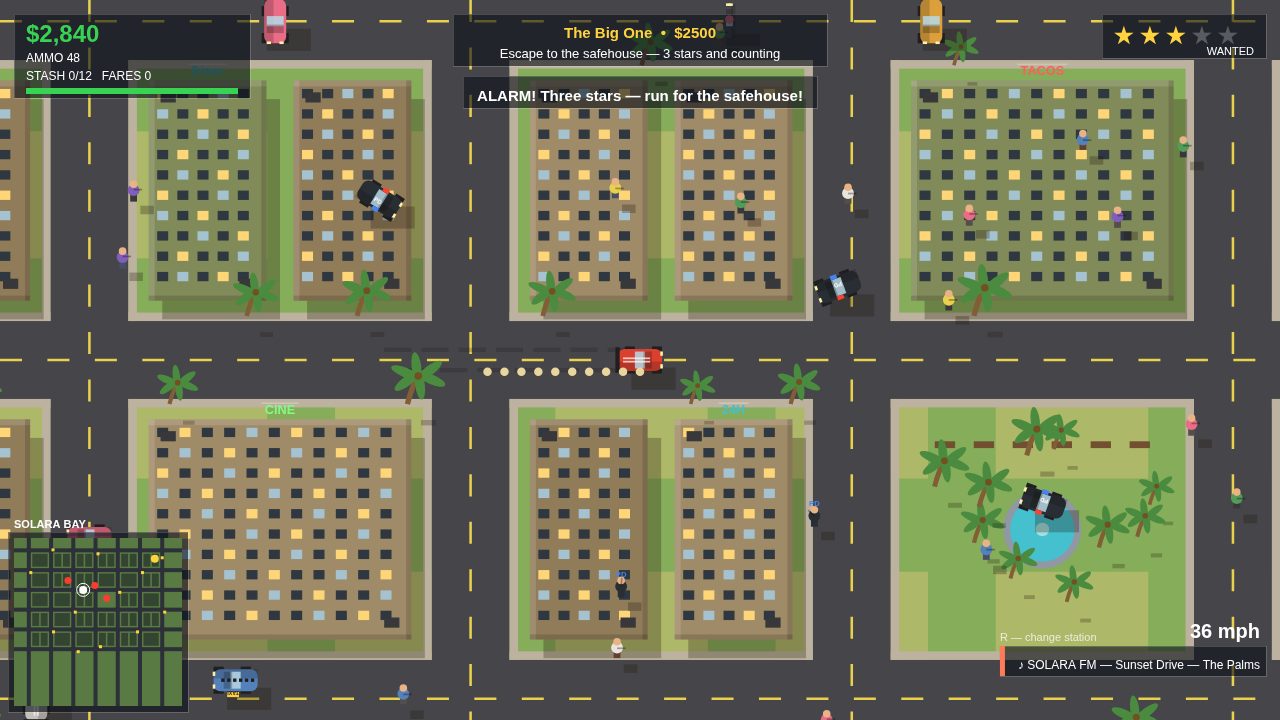 $2,840
AMMO 48
STASH 0/12 FARES 0
The Big One • $2500
Escape to the safehouse — 3 stars and counting
ALARM! Three stars — run for the safehouse!
WANTED
TACOS
CINE
24H
SOLARA BAY
36 mph
R — change station
♪ SOLARA FM — Sunset Drive — The Palms